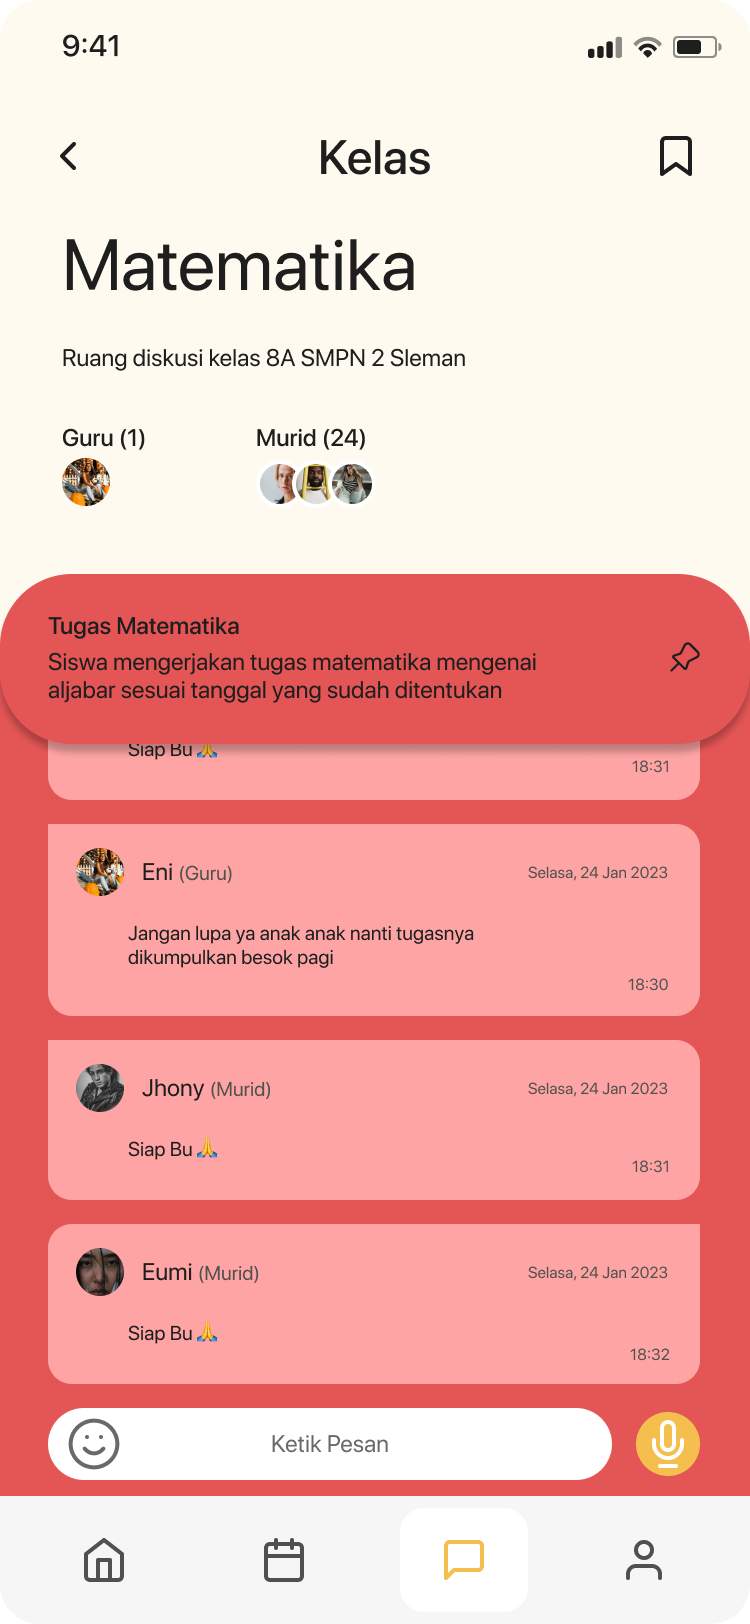 9:41
Kelas
Matematika
Ruang diskusi kelas 8A SMPN 2 Sleman
Guru (1)
Murid (24)
Tugas Matematika
Siswa mengerjakan tugas matematika mengenai
aljabar sesuai tanggal yang sudah ditentukan
Siap Bu 🙏
18:31
Eni (Guru)
Selasa, 24 Jan 2023
Jangan lupa ya anak anak nanti tugasnya
dikumpulkan besok pagi
18:30
Jhony (Murid)
Selasa, 24 Jan 2023
Siap Bu 🙏
18:31
Eumi (Murid)
Selasa, 24 Jan 2023
Siap Bu 🙏
18:32
Ketik Pesan